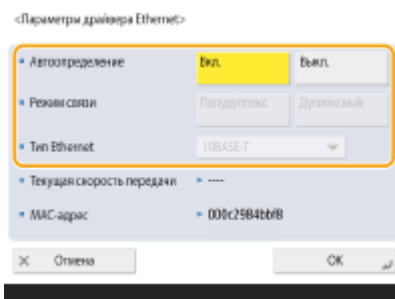 <Параметры драйвера Ethernet>
Автоопределение Вкл. Выкл.
Режим связи Полудуплекс Дуплексный
Тип Ethernet 10BASE-T
Текущая скорость передачи ----
MAC-адрес 000c2984bbf8
Отмена OK